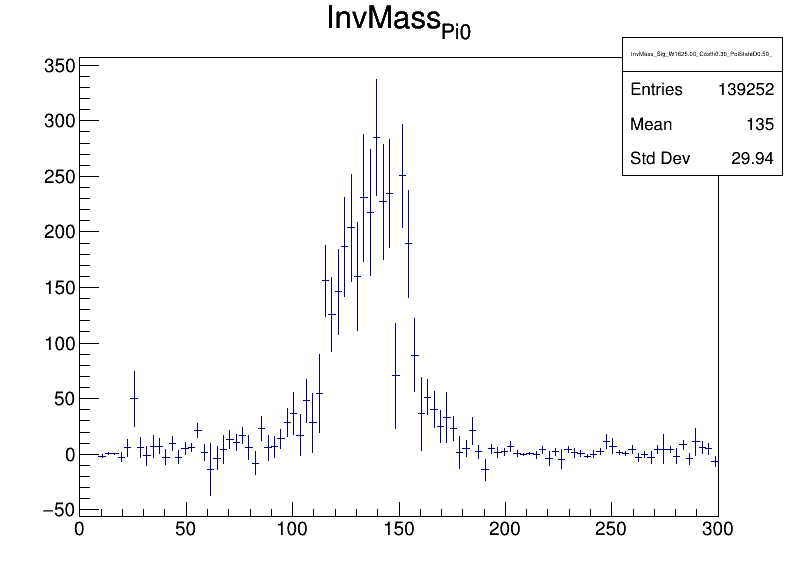 InvMass_Pi0
InvMass_Sig_W1625.00_Costh0.30_PolStateD0.50_
Entries 139252
Mean 135
Std Dev 29.94
350
300
250
200
150
100
50
0
−50
0 50 100 150 200 250 300